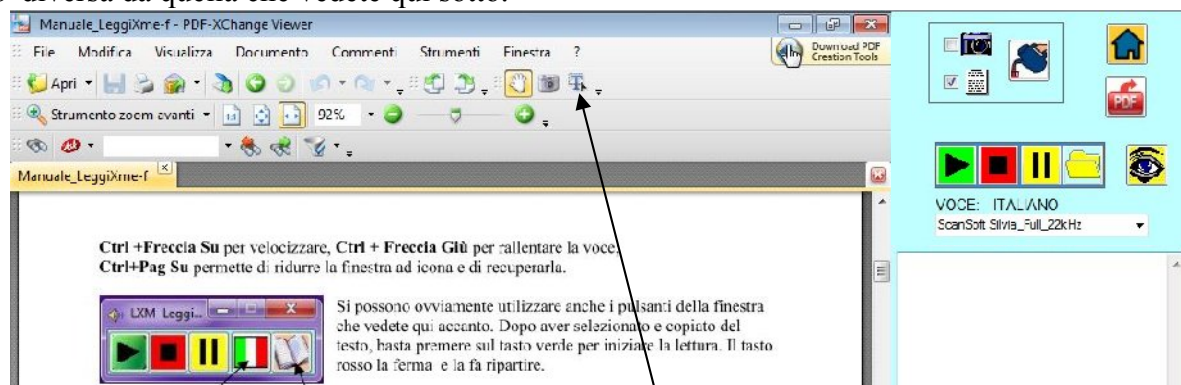 diversa da quella che vedete qui sotto.
Manuale_LeggiXme-f - PDF-XChange Viewer
File Modifica Visualizza Documento Commenti Strumenti Finestra ?
Download PDF
Creation Tools
Apri
Strumento zoom avanti 92%
Manuale_LeggiXme-f
PDF
VOCE: ITALIANO
ScanSoft Silvia_Full_22kHz
Ctrl +Freccia Su per velocizzare, Ctrl + Freccia Giù per rallentare la voce,
Ctrl+Pag Su permette di ridurre la finestra ad icona e di recuperarla.
LXM Leggi...
Si possono ovviamente utilizzare anche i pulsanti della finestra
che vedete qui accanto. Dopo aver selezionato e copiato del
testo, basta premere sul tasto verde per iniziare la lettura. Il tasto
rosso la ferma e la fa ripartire.